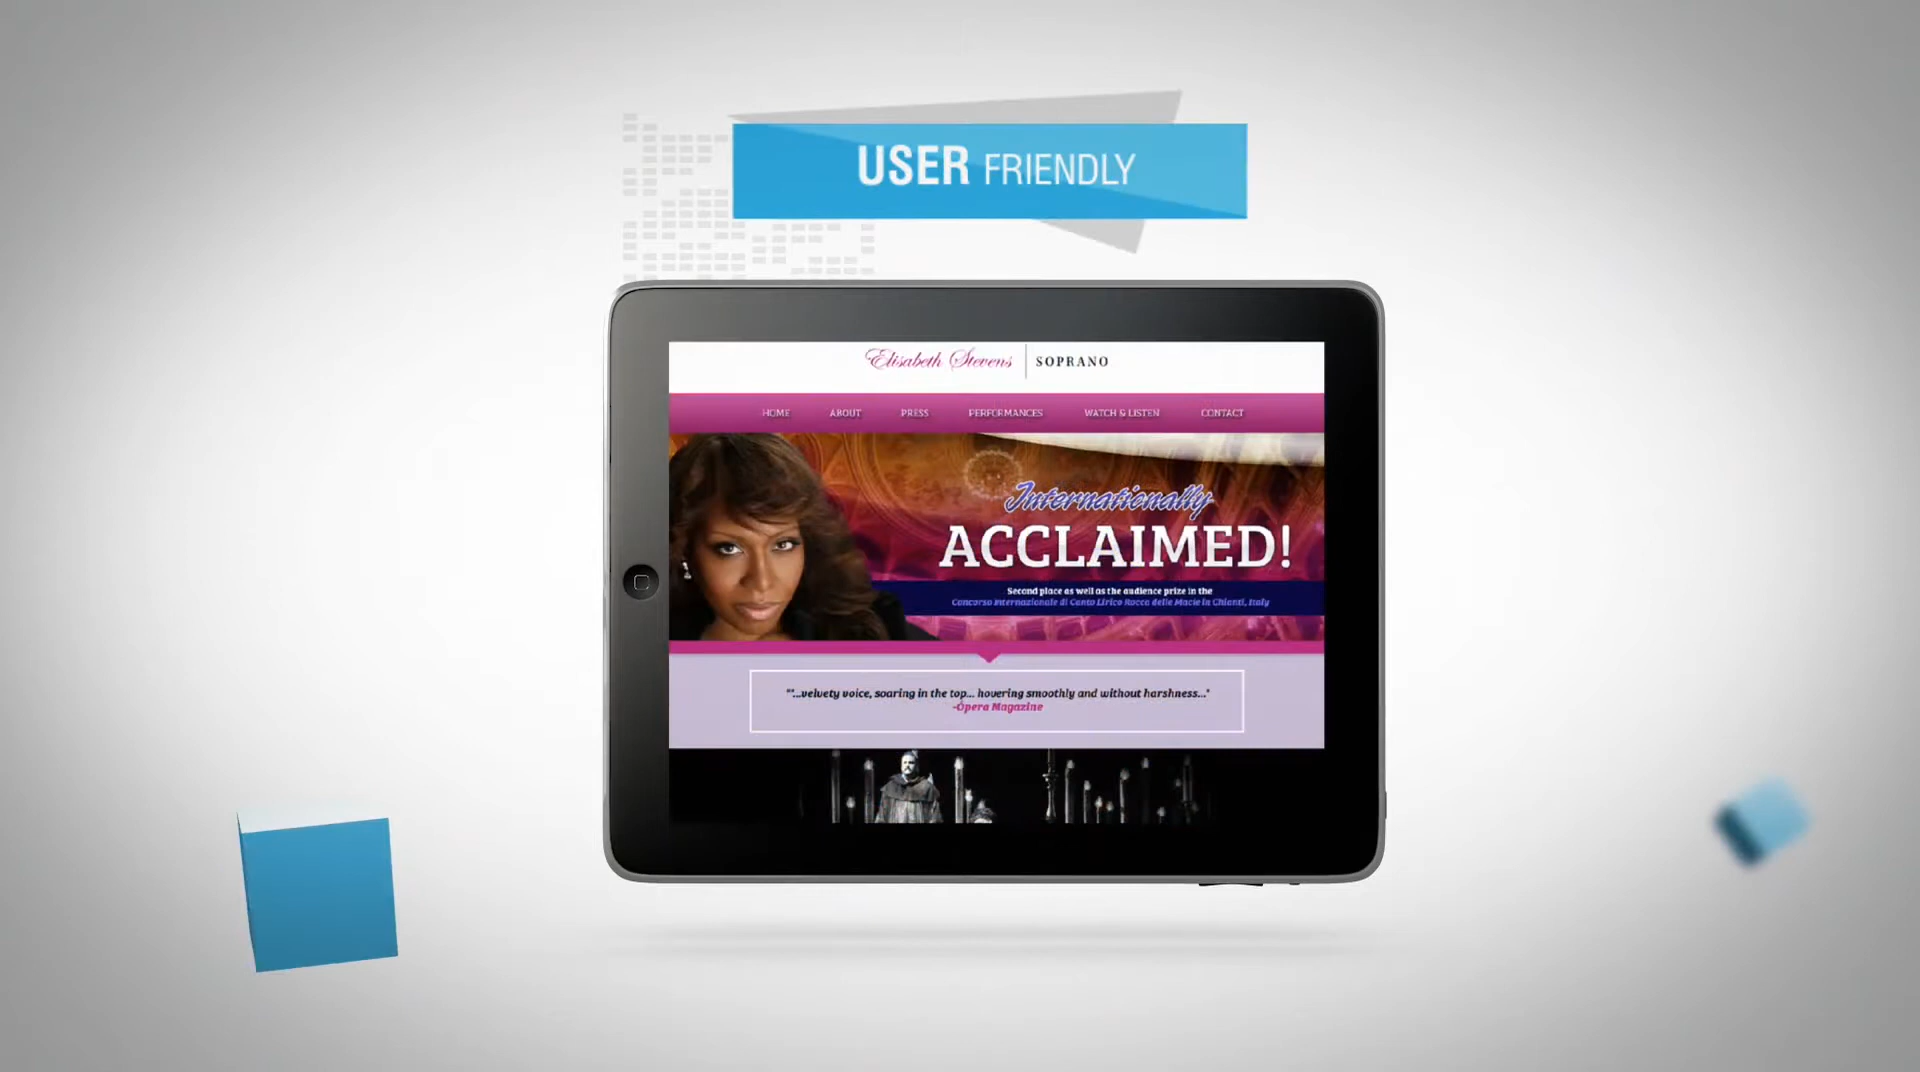 USER FRIENDLY
Elisabeth Stevens | SOPRANO
HOME ABOUT PRESS PERFORMANCES WATCH & LISTEN CONTACT
Internationally
ACCLAIMED!
Second place as well as the audience prize in the
Concorso Internazionale di Canto Lirico Rocca delle Macìe in Chianti, Italy
"'...velvety voice, soaring in the top... hovering smoothly and without harshness..."
-Opera Magazine